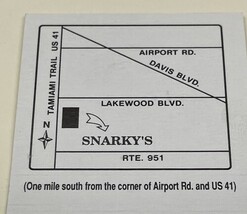 TAMIAMI TRAIL US 41
AIRPORT RD.
DAVIS BLVD.
LAKEWOOD BLVD.
N
SNARKY'S
RTE. 951
(One mile south from the corner of Airport Rd. and US 41)